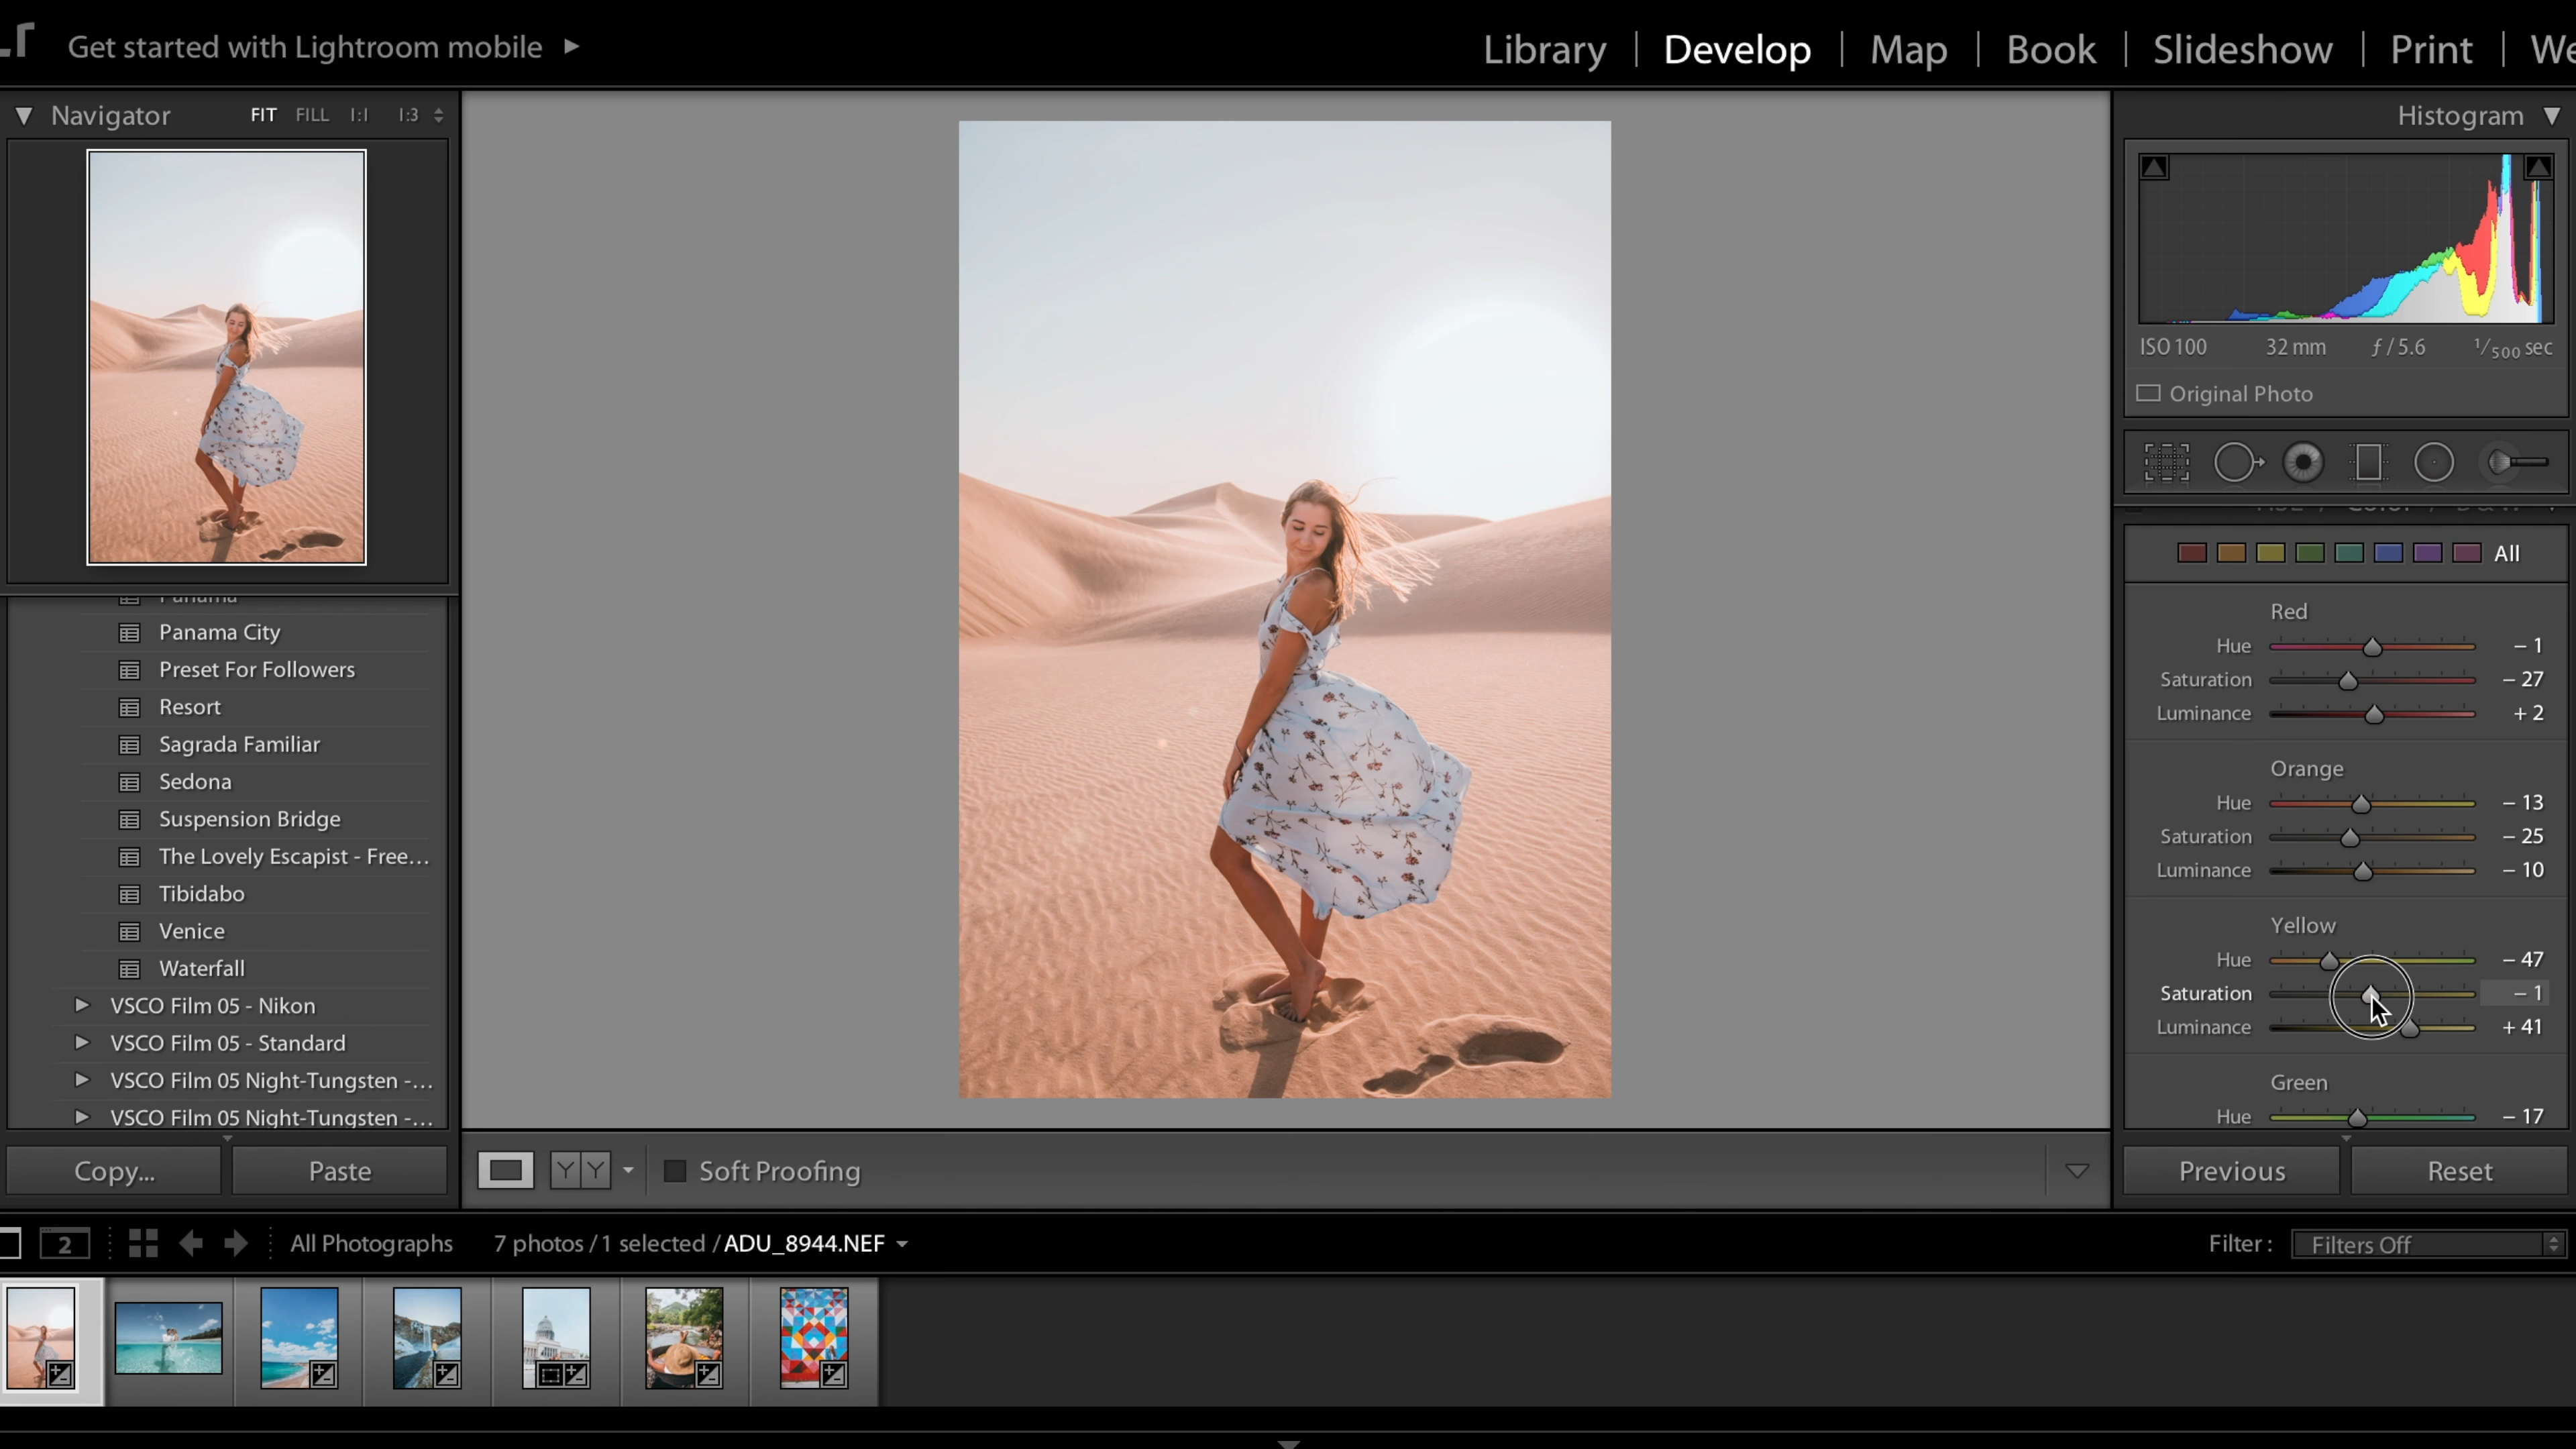 Lr Get started with Lightroom mobile
Library | Develop | Map | Book | Slideshow | Print |
Navigator FIT FILL 1:1 1:3
Panama
Panama City
Preset For Followers
Resort
Sagrada Familiar
Sedona
Suspension Bridge
The Lovely Escapist - Free...
Tibidabo
Venice
Waterfall
VSCO Film 05 - Nikon
VSCO Film 05 - Standard
VSCO Film 05 Night-Tungsten -...
VSCO Film 05 Night-Tungsten -...
Copy... Paste
YY Soft Proofing
Histogram
ISO 100 32 mm ƒ / 5.6 1/500 sec
Original Photo
All
Red
Hue - 1
Saturation - 27
Luminance + 2
Orange
Hue - 13
Saturation - 25
Luminance - 10
Yellow
Hue - 47
Saturation - 1
Luminance + 41
Green
Hue - 17
Previous Reset
2 All Photographs 7 photos / 1 selected / ADU_8944.NEF
Filter : Filters Off